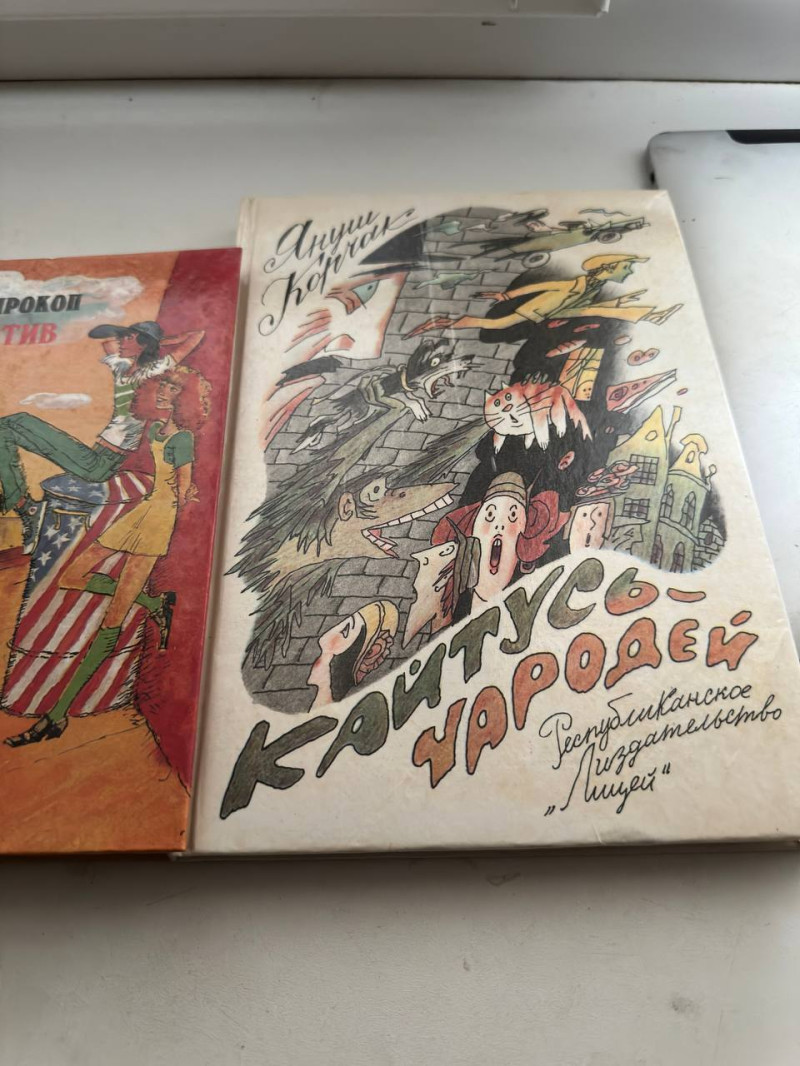 ПРОКОП
ТИВ
Януш
Корчак
КАЙТУСЬ-
ЧАРОДЕЙ
Республиканское
издательство
„Лицей“